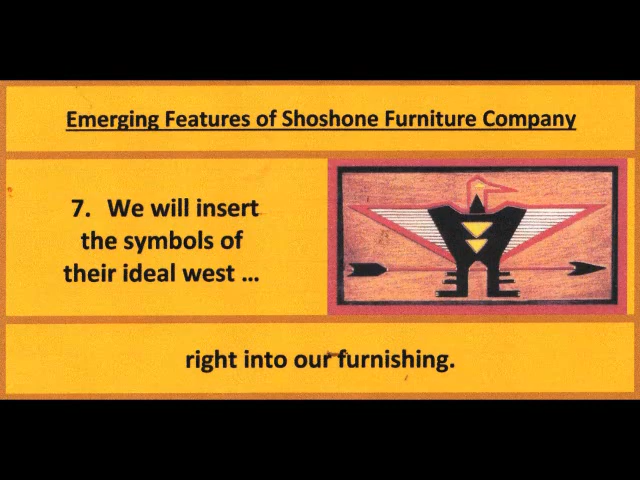 Emerging Features of Shoshone Furniture Company
7. We will insert
the symbols of
their ideal west ...
right into our furnishing.